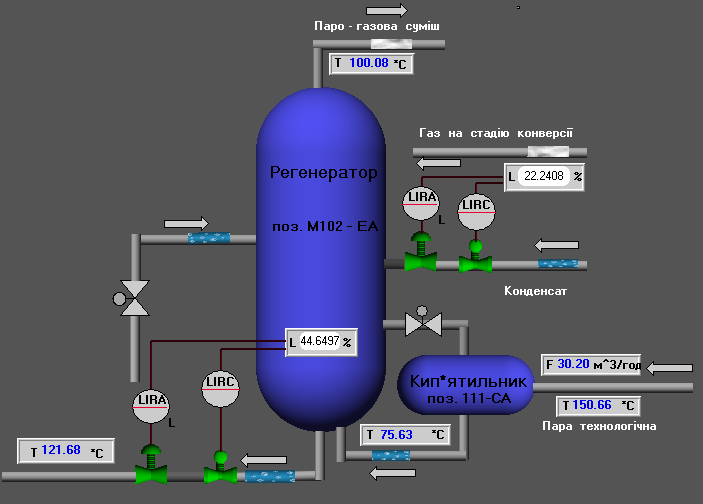 Паро - газова суміш
T 100.08 *C
Газ на стадію конверсії
Регенератор
L 22.2408 %
LIRA
LIRC
L
поз. М102 - ЕА
Конденсат
L 44.6497 %
F 30.20 м^3/год
LIRC
Кип*ятильник
LIRA
поз. 111-СА
T 150.66 *C
L
Пара технологічна
T 121.68 *C
T 75.63 *C